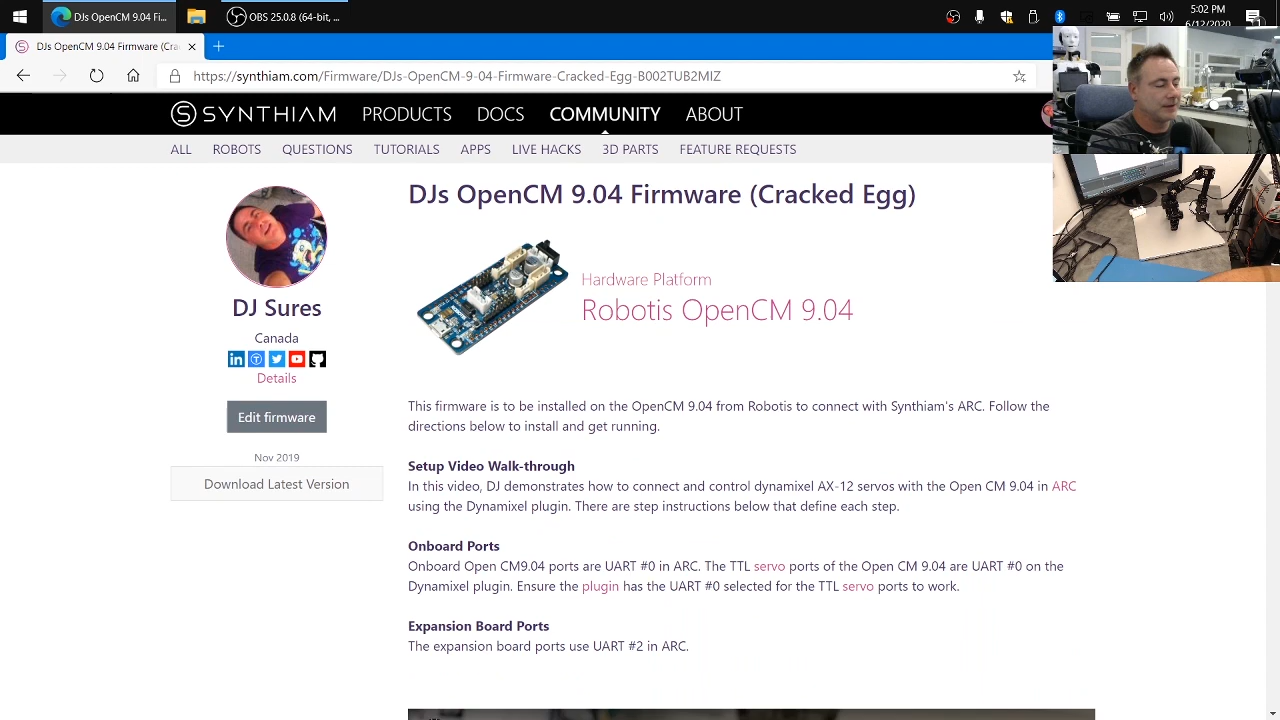 DJs OpenCM 9.04 Fi...
OBS 25.0.8 (64-bit, ...
5:02 PM
6/12/2020
DJs OpenCM 9.04 Firmware (Cra
https://synthiam.com/Firmware/DJs-OpenCM-9-04-Firmware-Cracked-Egg-B002TUB2MIZ
SYNTHIAM PRODUCTS DOCS COMMUNITY ABOUT
ALL ROBOTS QUESTIONS TUTORIALS APPS LIVE HACKS 3D PARTS FEATURE REQUESTS
DJ Sures
Canada
Details
Edit firmware
Nov 2019
Download Latest Version
DJs OpenCM 9.04 Firmware (Cracked Egg)
Hardware Platform
Robotis OpenCM 9.04
This firmware is to be installed on the OpenCM 9.04 from Robotis to connect with Synthiam's ARC. Follow the
directions below to install and get running.
Setup Video Walk-through
In this video, DJ demonstrates how to connect and control dynamixel AX-12 servos with the Open CM 9.04 in ARC
using the Dynamixel plugin. There are step instructions below that define each step.
Onboard Ports
Onboard Open CM9.04 ports are UART #0 in ARC. The TTL servo ports of the Open CM 9.04 are UART #0 on the
Dynamixel plugin. Ensure the plugin has the UART #0 selected for the TTL servo ports to work.
Expansion Board Ports
The expansion board ports use UART #2 in ARC.